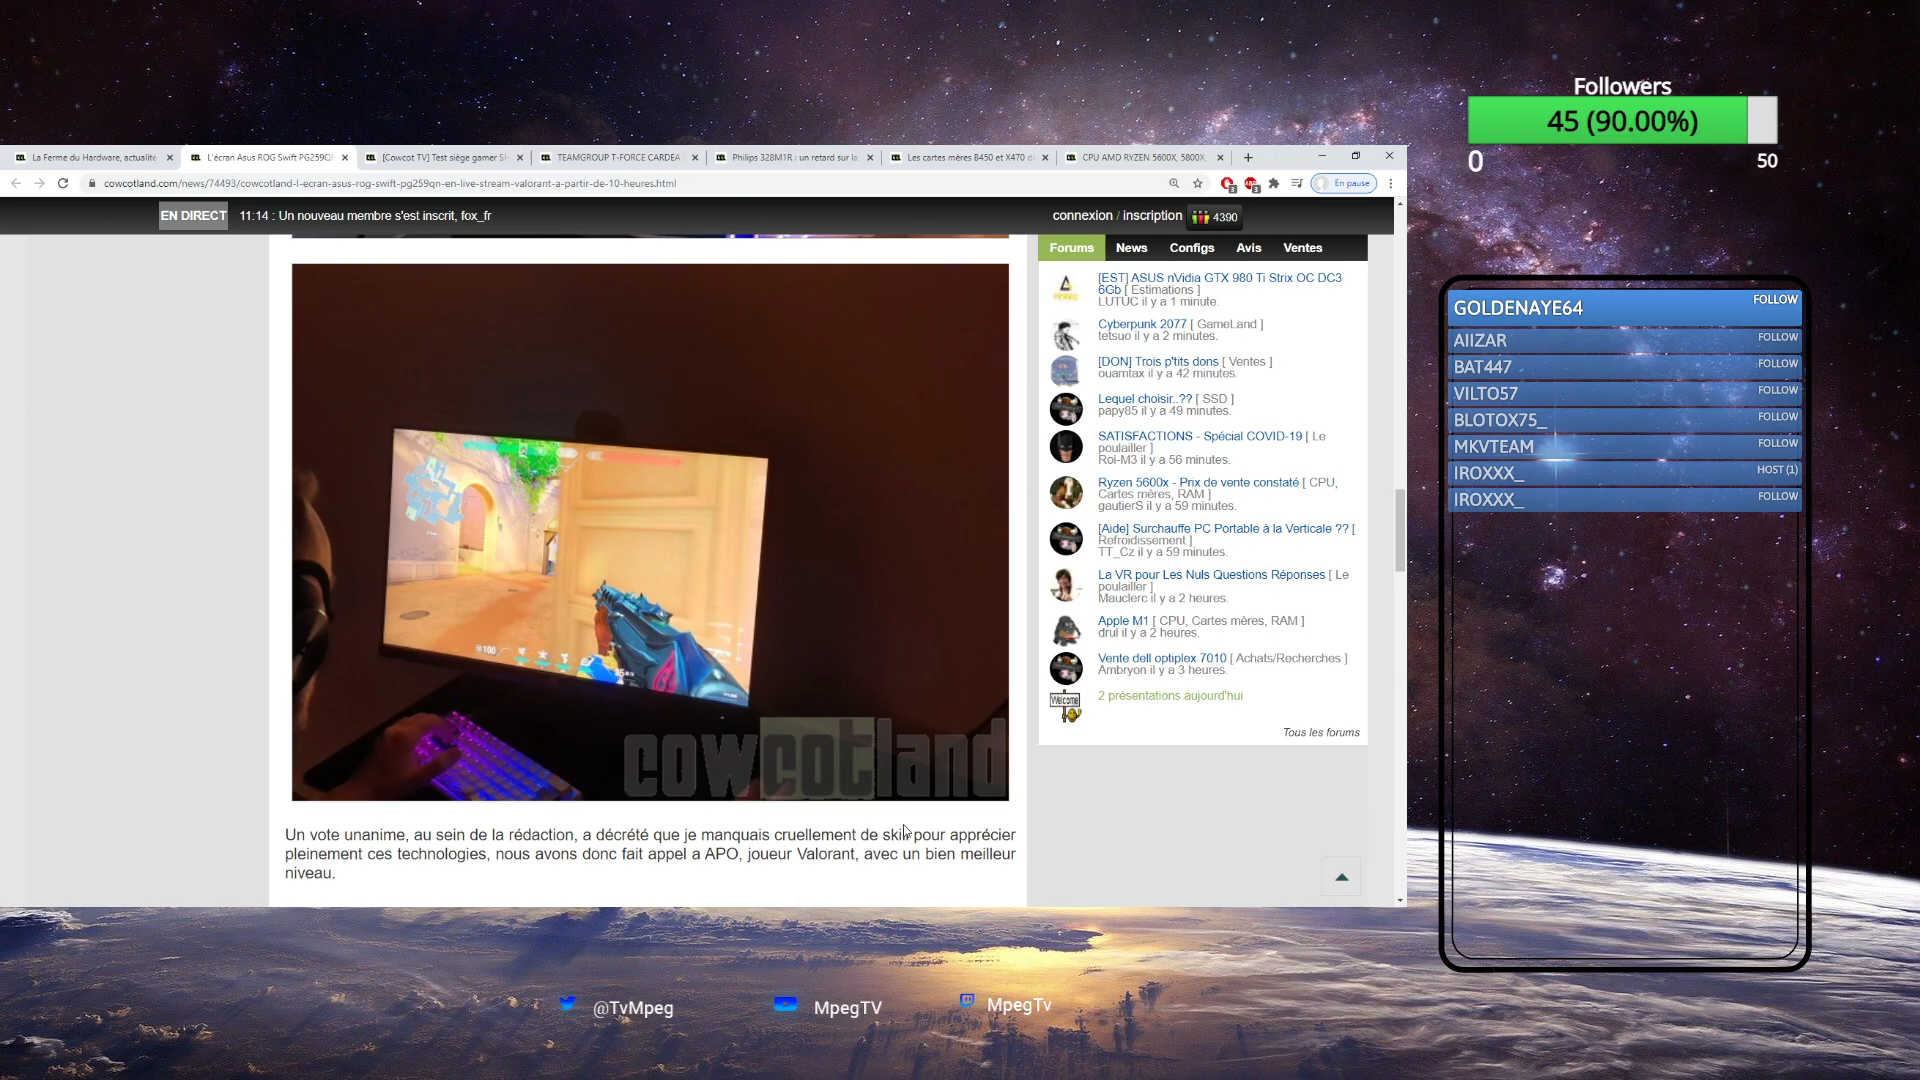 Followers
45 (90.00%)
0
50
La Ferme du Hardware, actualité
L'écran Asus ROG Swift PG259Q
[Cowcot TV] Test siège gamer S
TEAMGROUP T-FORCE CARDEA
Philips 328M1R : un retard sur la
Les cartes mères B450 et X470 d
CPU AMD RYZEN 5600X, 5800X,
cowcotland.com/news/74493/cowcotland-l-ecran-asus-rog-swift-pg259qn-en-live-stream-valorant-a-partir-de-10-heures.html
3
3
En pause
EN DIRECT
11:14 : Un nouveau membre s'est inscrit, fox_fr
connexion / inscription
4390
Forums
News
Configs
Avis
Ventes
[EST] ASUS nVidia GTX 980 Ti Strix OC DC3
6Gb [ Estimations ]
LUTUC il y a 1 minute.
Cyberpunk 2077 [ GameLand ]
tetsuo il y a 2 minutes.
[DON] Trois p'tits dons [ Ventes ]
ouamtax il y a 42 minutes.
Lequel choisir..?? [ SSD ]
papy85 il y a 49 minutes.
SATISFACTIONS - Spécial COVID-19 [ Le
poulailler ]
Roi-M3 il y a 56 minutes.
Ryzen 5600x - Prix de vente constaté [ CPU,
Cartes mères, RAM ]
gautierS il y a 59 minutes.
[Aide] Surchauffe PC Portable à la Verticale ?? [
Refroidissement ]
TT_Cz il y a 59 minutes.
La VR pour Les Nuls Questions Réponses [ Le
poulailler ]
Mauclerc il y a 2 heures.
Apple M1 [ CPU, Cartes mères, RAM ]
drul il y a 2 heures.
Vente dell optiplex 7010 [ Achats/Recherches ]
Ambryon il y a 3 heures.
Welcome
2 présentations aujourd'hui
Tous les forums
100
25
cowcotland
Un vote unanime, au sein de la rédaction, a décrété que je manquais cruellement de skill pour apprécier
pleinement ces technologies, nous avons donc fait appel a APO, joueur Valorant, avec un bien meilleur
niveau.
GOLDENAYE64 FOLLOW
AIIZAR FOLLOW
BAT447 FOLLOW
VILTO57 FOLLOW
BLOTOX75_ FOLLOW
MKVTEAM FOLLOW
IROXXX_ HOST (1)
IROXXX_ FOLLOW
@TvMpeg
MpegTV
MpegTv